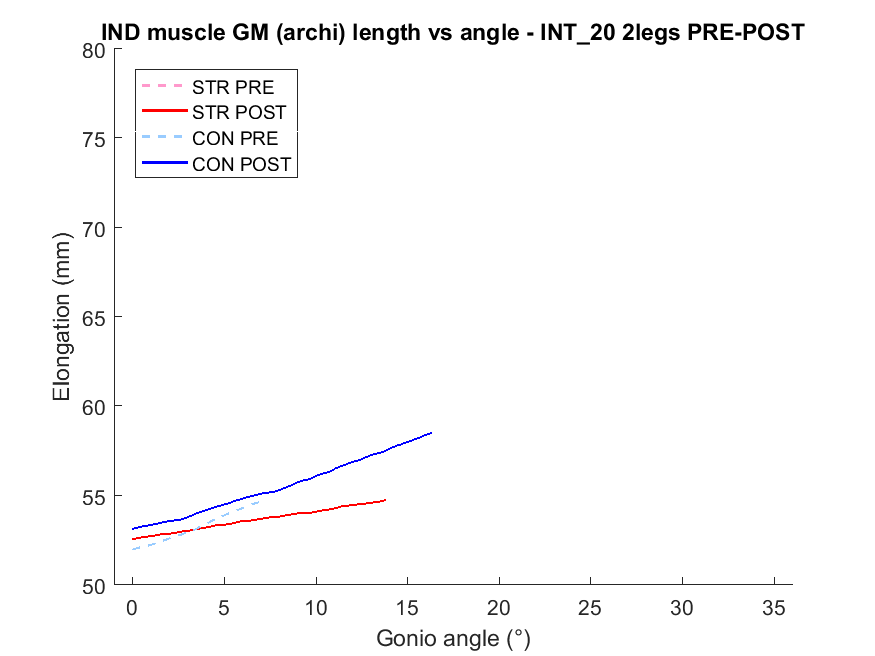 IND muscle GM (archi) length vs angle - INT_20 2legs PRE-POST
80
75
70
65
60
55
50
Elongation (mm)
STR PRE
STR POST
CON PRE
CON POST
0 5 10 15 20 25 30 35
Gonio angle (°)